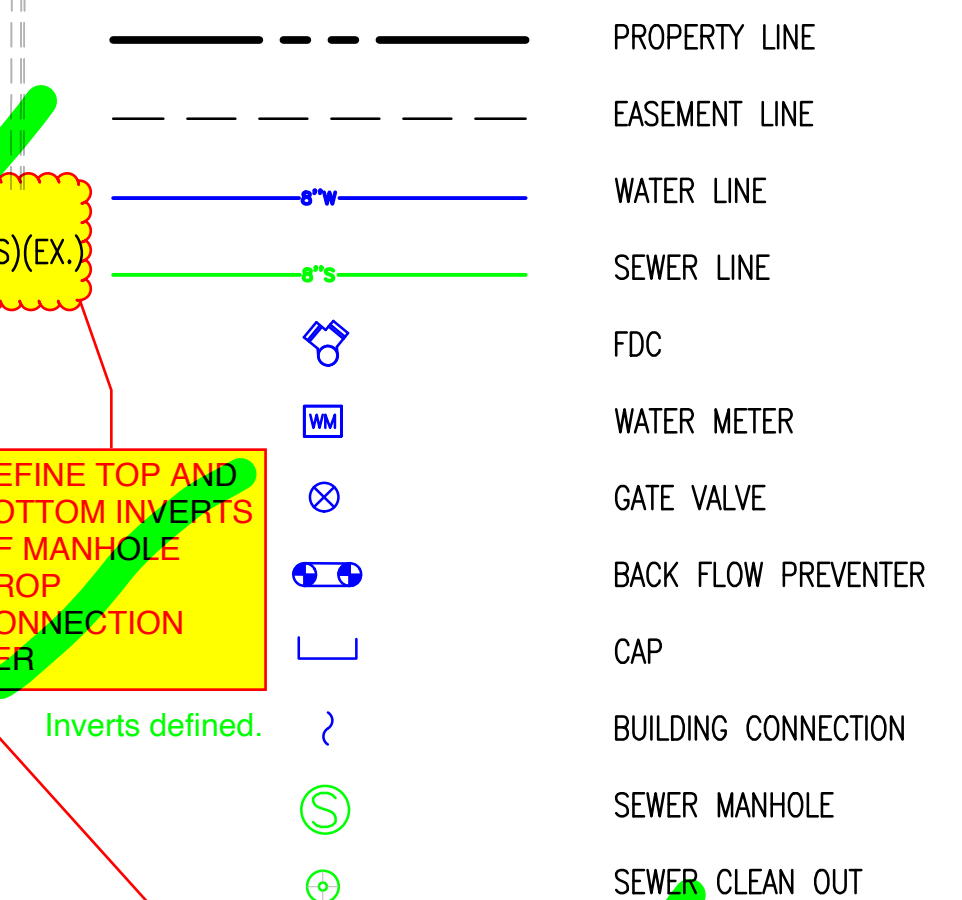 PROPERTY LINE
EASEMENT LINE
8"W WATER LINE
S)(EX.)
8"S SEWER LINE
FDC
WM WATER METER
EFINE TOP AND
OTTOM INVERTS
F MANHOLE
ROP
ONNECTION
ER
GATE VALVE
BACK FLOW PREVENTER
CAP
Inverts defined.
BUILDING CONNECTION
S SEWER MANHOLE
SEWER CLEAN OUT